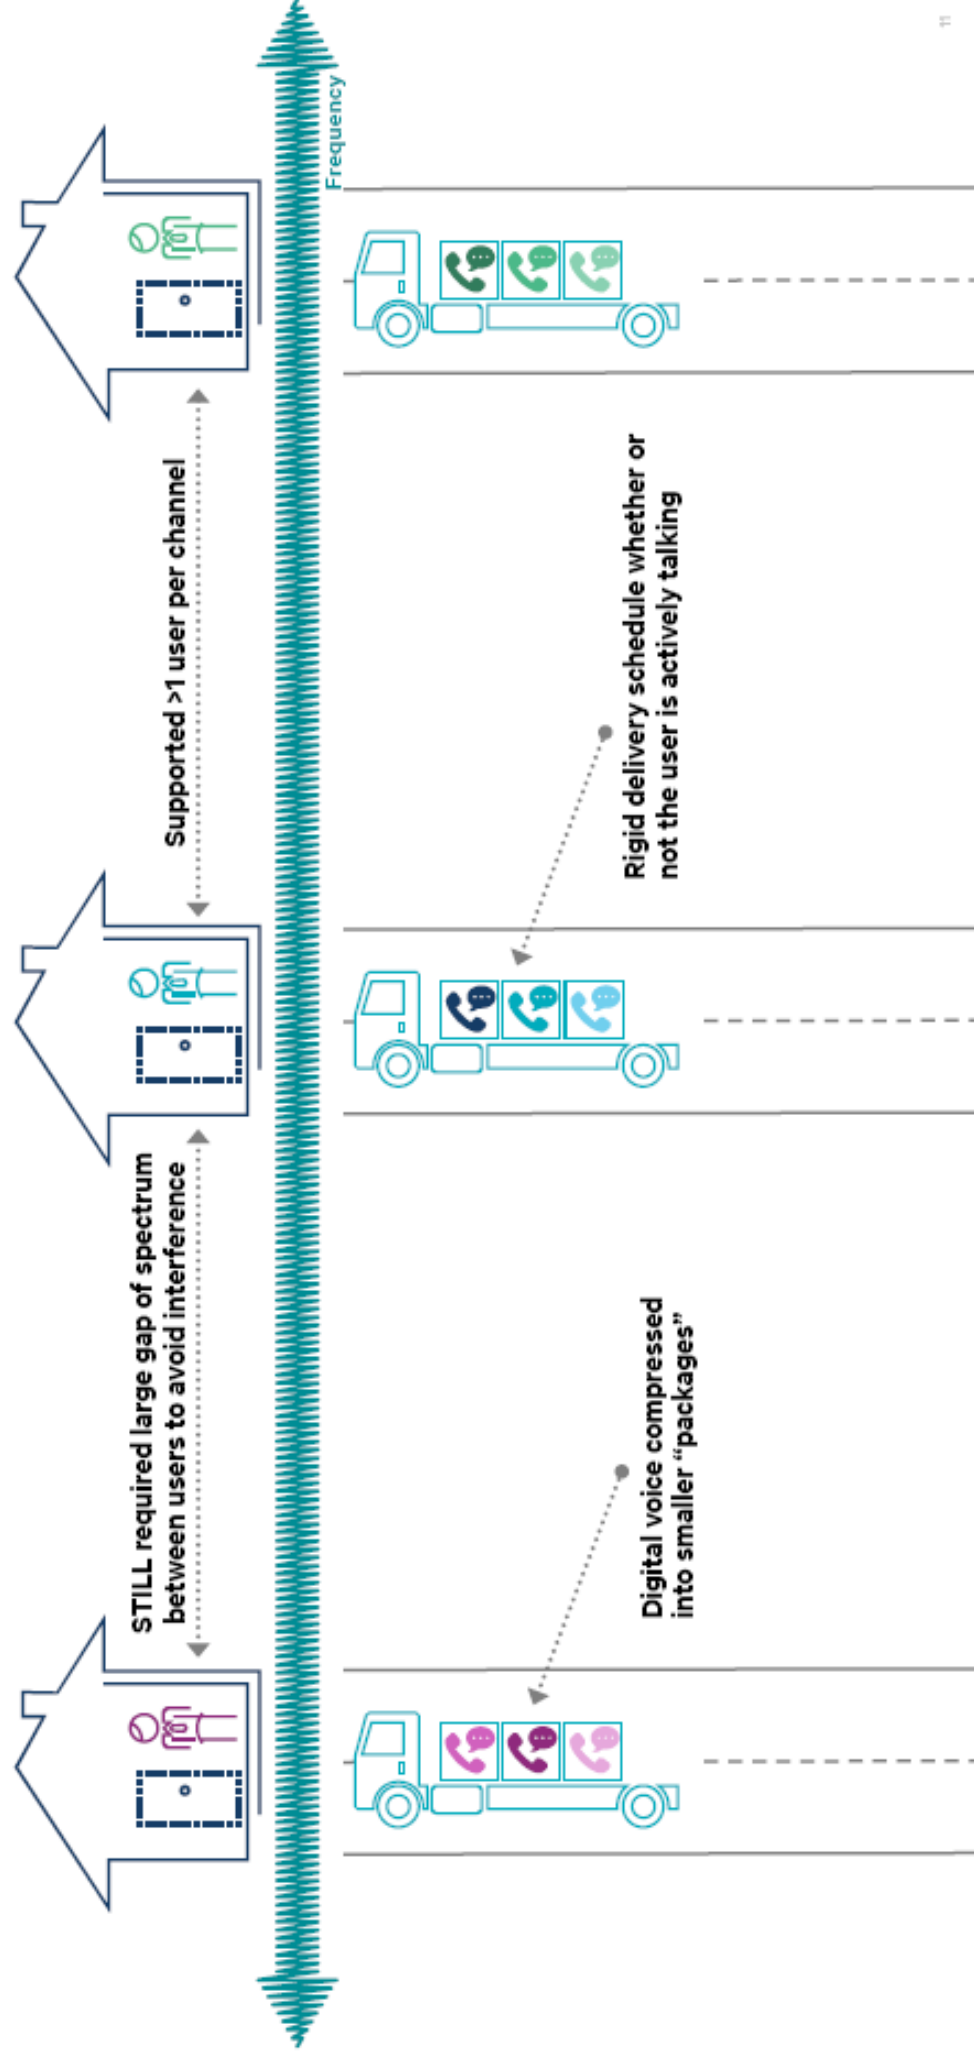 STILL required large gap of spectrum
between users to avoid interference
Supported >1 user per channel
Frequency
Digital voice compressed
into smaller “packages”
Rigid delivery schedule whether or
not the user is actively talking
11